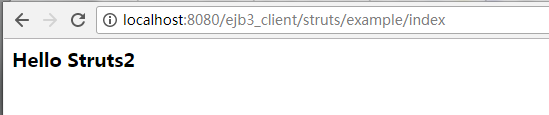 localhost:8080/ejb3_client/struts/example/index
Hello Struts2